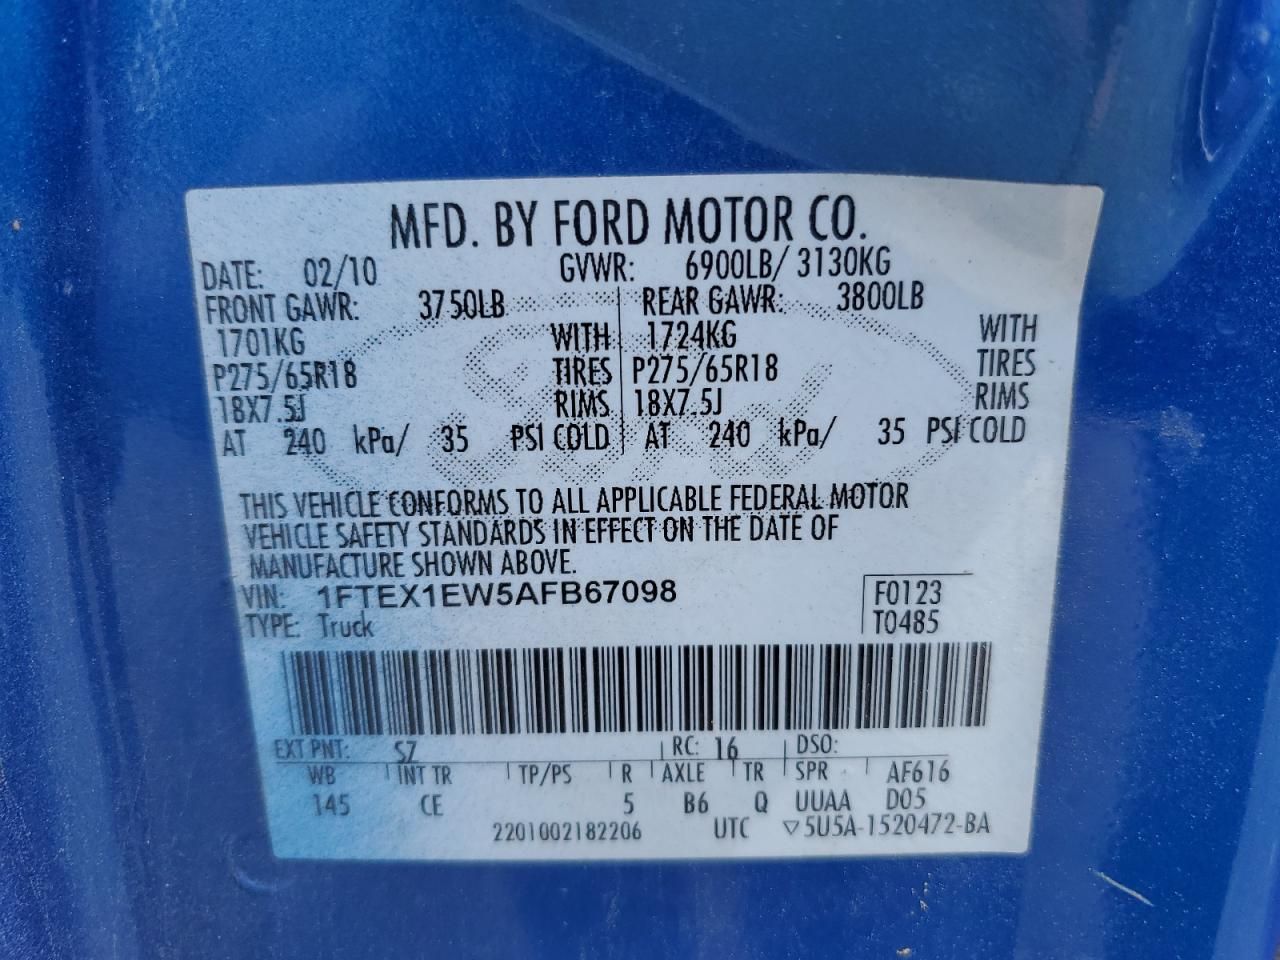 MFD. BY FORD MOTOR CO.
DATE: 02/10 GVWR: 6900LB/ 3130KG
FRONT GAWR: 3750LB REAR GAWR: 3800LB
1701KG WITH 1724KG WITH
P275/65R18 TIRES P275/65R18 TIRES
18X7.5J RIMS 18X7.5J RIMS
AT 240 kPa/ 35 PSI COLD AT 240 kPa/ 35 PSI COLD
THIS VEHICLE CONFORMS TO ALL APPLICABLE FEDERAL MOTOR
VEHICLE SAFETY STANDARDS IN EFFECT ON THE DATE OF
MANUFACTURE SHOWN ABOVE.
VIN: 1FTEX1EW5AFB67098 F0123
TYPE: Truck T0485
EXT PNT: SZ RC: 16 DSO:
WB INT TR TP/PS R AXLE TR SPR AF616
145 CE 5 B6 Q UUAA D05
2201002182206 UTC ▽5U5A-1520472-BA